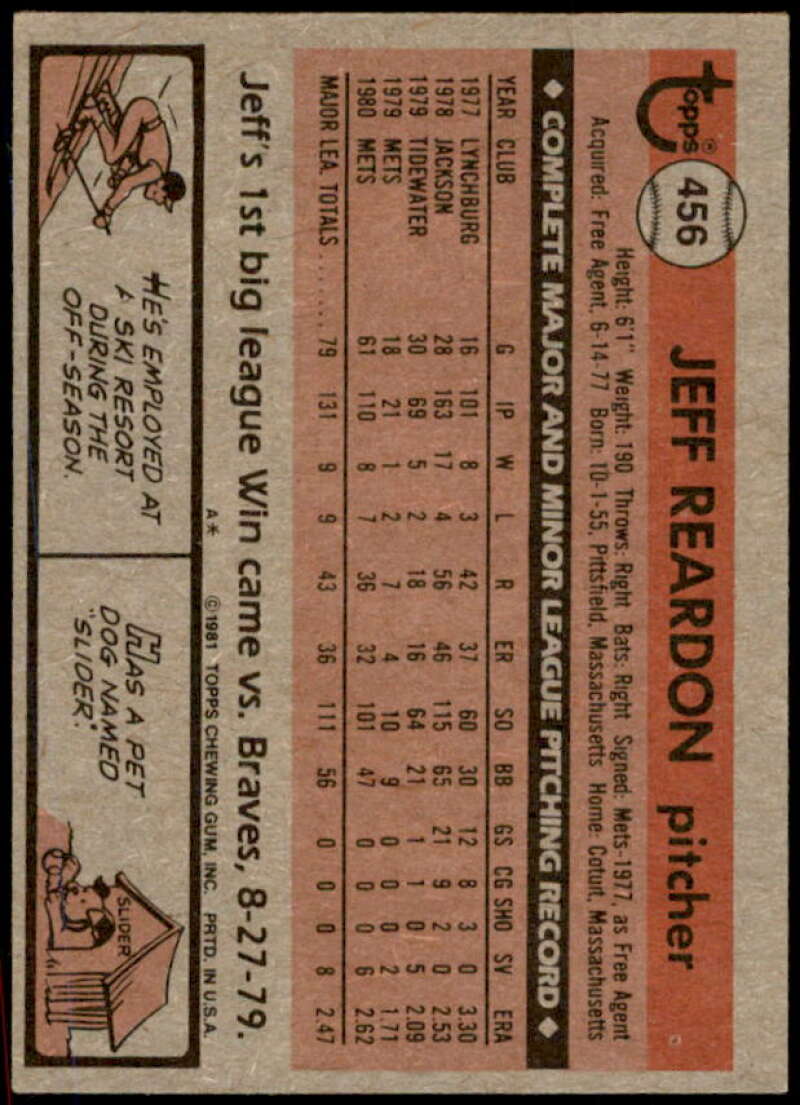 Topps®
456
JEFF REARDON pitcher
Height: 6'1" Weight: 190 Throws: Right Bats: Right Signed: Mets-1977, as Free Agent
Acquired: Free Agent, 6-14-77 Born: 10-1-55, Pittsfield, Massachusetts Home: Cotuit, Massachusetts
◆ COMPLETE MAJOR AND MINOR LEAGUE PITCHING RECORD ◆
YEAR CLUB G IP W L R ER SO BB GS CG SHO SV ERA
1977 LYNCHBURG 16 101 8 3 42 37 60 30 12 8 3 0 3.30
1978 JACKSON 28 163 17 4 56 46 115 65 21 9 2 0 2.53
1979 TIDEWATER 30 69 5 2 18 16 64 21 1 1 0 5 2.09
1979 METS 18 21 1 2 7 4 10 9 0 0 0 2 1.71
1980 METS 61 110 8 7 36 32 101 47 0 0 0 6 2.62
MAJOR LEA. TOTALS...... 79 131 9 9 43 36 111 56 0 0 0 8 2.47
Jeff's 1st big league Win came vs. Braves, 8-27-79.
A* ©1981 TOPPS CHEWING GUM, INC. PRTD. IN U.S.A.
HE'S EMPLOYED AT
A SKI RESORT
DURING THE
OFF-SEASON.
HAS A PET
DOG NAMED
"SLIDER".
SLIDER